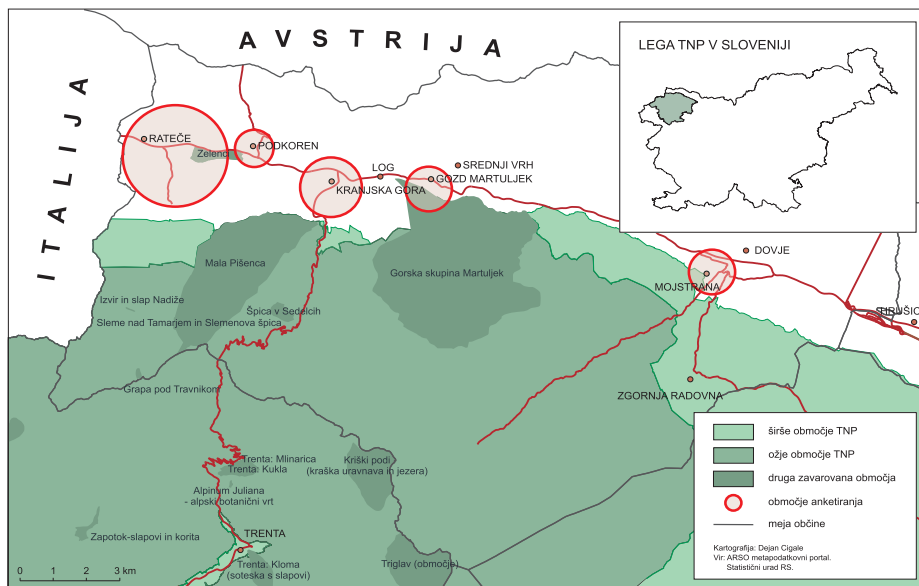 AVSTRIJA
ITALIJA
LEGA TNP V SLOVENIJI
RATEČE
PODKOREN
Zelenci
KRANJSKA GORA
LOG
SREDNJI VRH
GOZD MARTULJEK
DOVJE
MOJSTRANA
HRUŠICA
Mala Pišenca
Gorska skupina Martuljek
Izvir in slap Nadiže
Špica v Sedelcih
Sleme nad Tamarjem in Slemenova špica
Grapa pod Travnikom
ZGORNJA RADOVNA
Trenta: Mlinarica
Trenta: Kukla
Kriški podi
(kraška uravnava in jezera)
Alpinum Juliana
- alpski botanični vrt
Zapotok-slapovi in korita
TRENTA
Trenta: Kloma
(soteska s slapovi)
Triglav (območje)
0 1 2 3 km
širše območje TNP
ožje območje TNP
druga zavarovana območja
območje anketiranja
meja občine
Kartografija: Dejan Cigale
Vir: ARSO metapodatkovni portal.
Statistični urad RS.